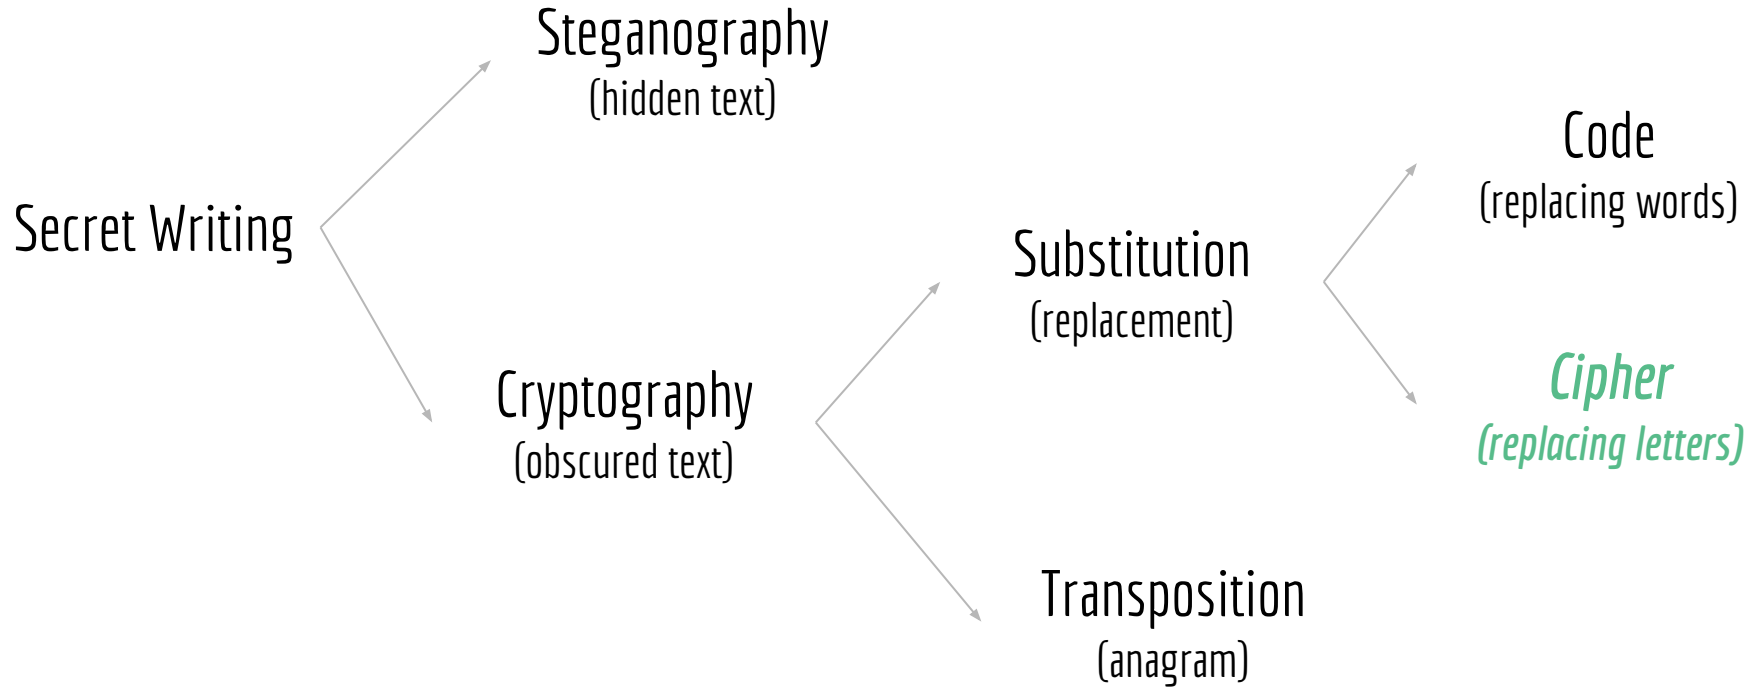 Steganography
(hidden text)
Secret Writing
Cryptography
(obscured text)
Substitution
(replacement)
Transposition
(anagram)
Code
(replacing words)
Cipher
(replacing letters)